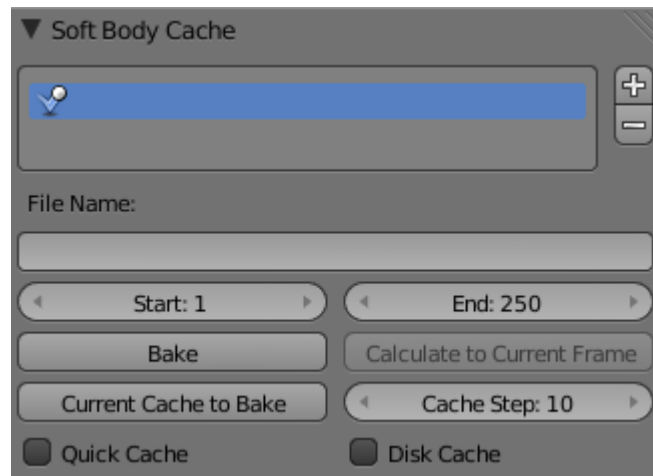 Soft Body Cache
File Name:
Start: 1 End: 250
Bake Calculate to Current Frame
Current Cache to Bake Cache Step: 10
Quick Cache Disk Cache